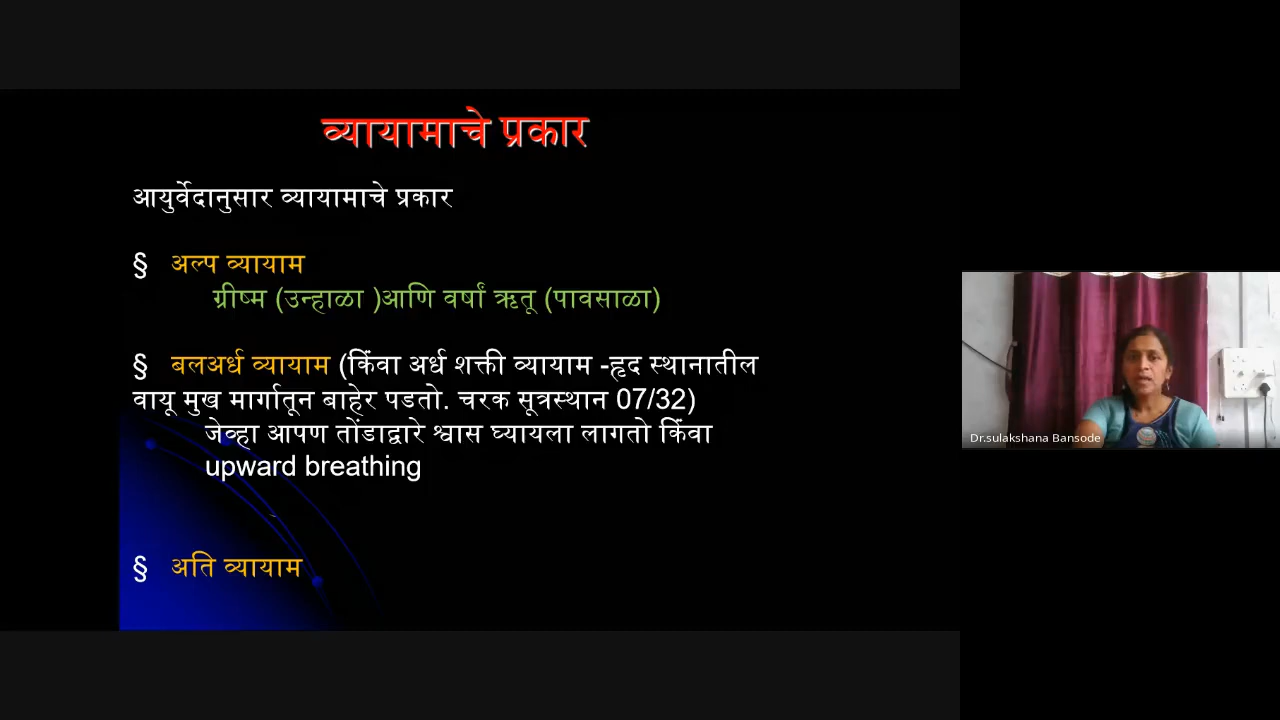 व्यायामाचे प्रकार
आयुर्वेदानुसार व्यायामाचे प्रकार
§ अल्प व्यायाम
ग्रीष्म (उन्हाळा )आणि वर्षां ऋतू (पावसाळा)
§ बलअर्ध व्यायाम (किंवा अर्ध शक्ती व्यायाम -हृद स्थानातील
वायू मुख मार्गातून बाहेर पडतो. चरक सूत्रस्थान 07/32)
जेव्हा आपण तोंडाद्वारे श्वास घ्यायला लागतो किंवा
upward breathing
§ अति व्यायाम
Dr.sulakshana Bansode